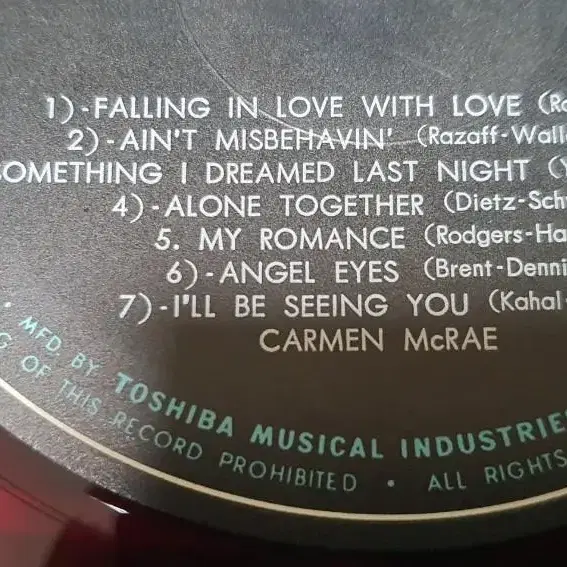 1)-FALLING IN LOVE WITH LOVE
2)-AIN'T MISBEHAVIN' (Razaff-Wall
OMETHING I DREAMED LAST NIGHT (Y
4)-ALONE TOGETHER (Dietz-Sch
5. MY ROMANCE (Rodgers-Ha
6)-ANGEL EYES (Brent-Denni
7)-I'LL BE SEEING YOU (Kahal-
CARMEN McRAE
• MFD. BY TOSHIBA MUSICAL INDUSTRIE
G OF THIS RECORD PROHIBITED • ALL RIGHTS